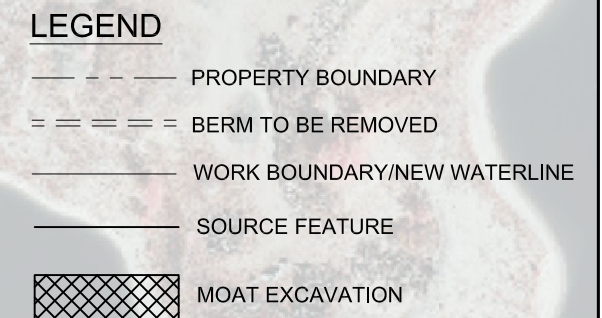 LEGEND
PROPERTY BOUNDARY
BERM TO BE REMOVED
WORK BOUNDARY/NEW WATERLINE
SOURCE FEATURE
MOAT EXCAVATION